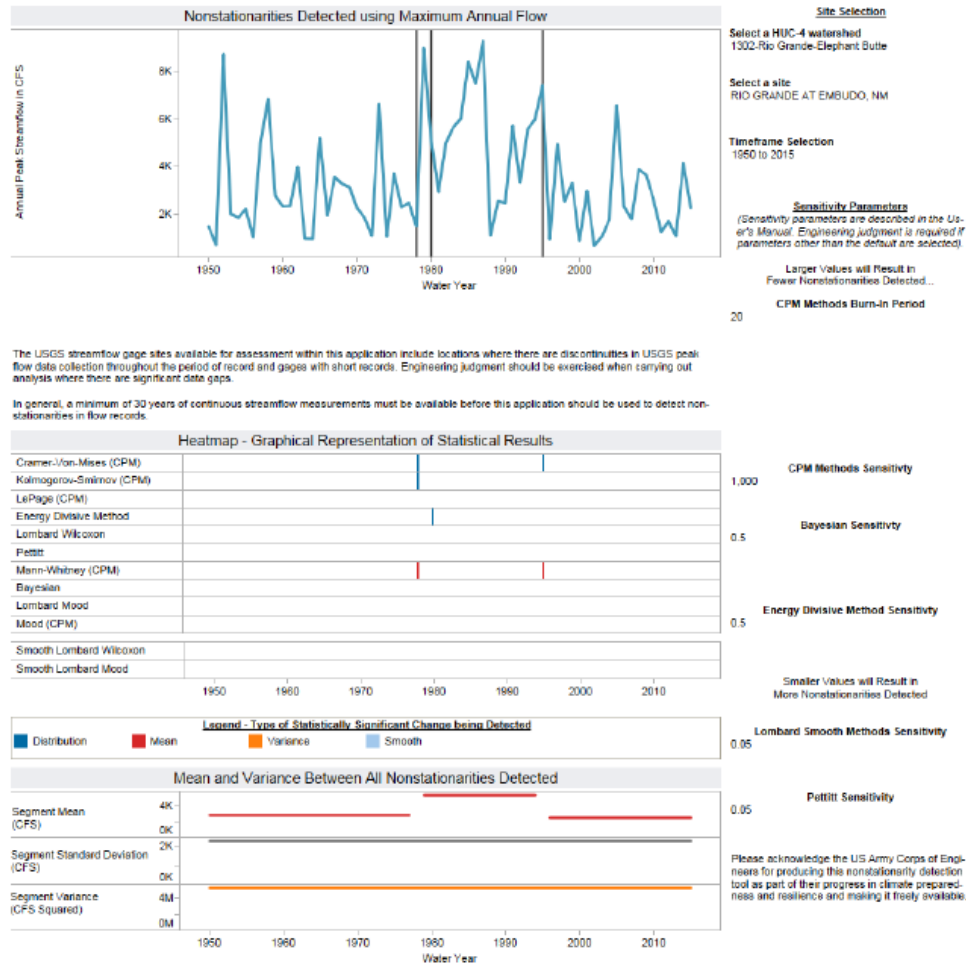 Nonstationarities Detected using Maximum Annual Flow
Annual Peak Streamflow in CFS
8K
6K
4K
2K
1950 1960 1970 1980 1990 2000 2010
Water Year
Site Selection
Select a HUC-4 watershed
1302-Rio Grande-Elephant Butte
Select a site
RIO GRANDE AT EMBUDO, NM
Timeframe Selection
1950 to 2015
Sensitivity Parameters
(Sensitivity parameters are described in the Us-
er's Manual. Engineering judgment is required if
parameters other than the default are selected).
Larger Values will Result in
Fewer Nonstationarities Detected...
CPM Methods Burn-In Period
20
The USGS streamflow gage sites available for assessment within this application include locations where there are discontinuities in USGS peak
flow data collection throughout the period of record and gages with short records. Engineering judgment should be exercised when carrying out
analysis where there are significant data gaps.
In general, a minimum of 30 years of continuous streamflow measurements must be available before this application should be used to detect non-
stationarities in flow records.
Heatmap - Graphical Representation of Statistical Results
Cramer-Von-Mises (CPM)
Kolmogorov-Smirnov (CPM)
LePage (CPM)
Energy Divisive Method
Lombard Wilcoxon
Pettitt
Mann-Whitney (CPM)
Bayesian
Lombard Mood
Mood (CPM)
Smooth Lombard Wilcoxon
Smooth Lombard Mood
1950 1960 1970 1980 1990 2000 2010
CPM Methods Sensitivty
1,000
Bayesian Sensitivty
0.5
Energy Divisive Method Sensitivty
0.5
Smaller Values will Result in
More Nonstationarities Detected
Lombard Smooth Methods Sensitivity
0.05
Pettitt Sensitivity
0.05
Legend - Type of Statistically Significant Change being Detected
Distribution Mean Variance Smooth
Mean and Variance Between All Nonstationarities Detected
Segment Mean
(CFS)
4K
0K
Segment Standard Deviation
(CFS)
2K
0K
Segment Variance
(CFS Squared)
4M
0M
1950 1960 1970 1980 1990 2000 2010
Water Year
Please acknowledge the US Army Corps of Engi-
neers for producing this nonstationarity detection
tool as part of their progress in climate prepared-
ness and resilience and making it freely available.